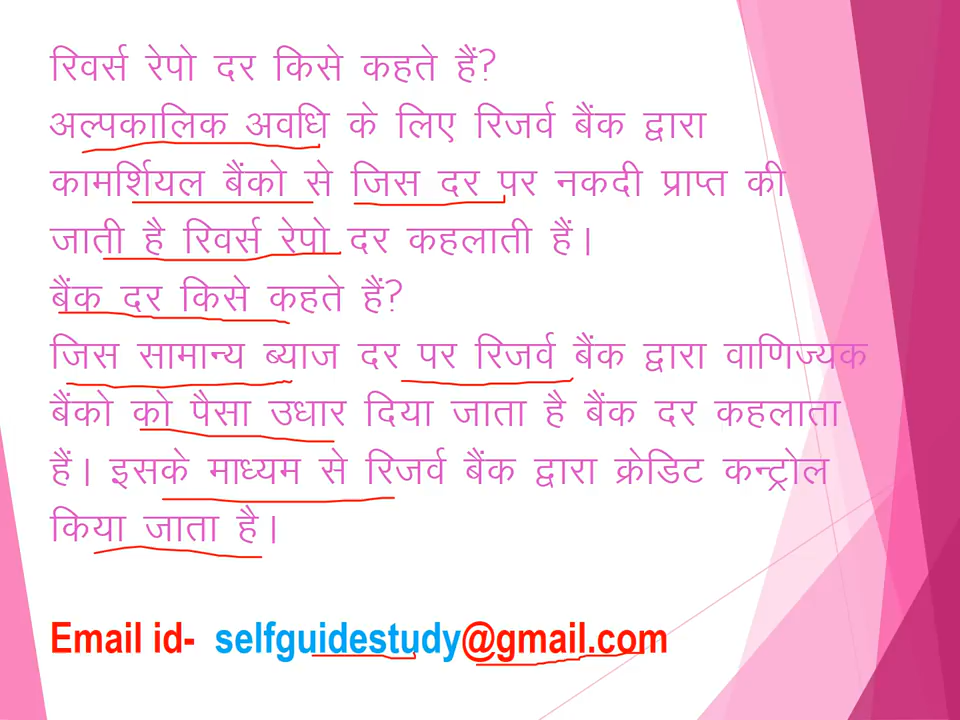 रिवर्स रेपो दर किसे कहते हैं?
अल्पकालिक अवधि के लिए रिजर्व बैंक द्वारा
कामर्शियल बैंको से जिस दर पर नकदी प्राप्त की
जाती है रिवर्स रेपो दर कहलाती हैं।
बैंक दर किसे कहते हैं?
जिस सामान्य ब्याज दर पर रिजर्व बैंक द्वारा वाणिज्यक
बैंको को पैसा उधार दिया जाता है बैंक दर कहलाता
हैं। इसके माध्यम से रिजर्व बैंक द्वारा क्रेडिट कन्ट्रोल
किया जाता है।
Email id- selfguidestudy@gmail.com